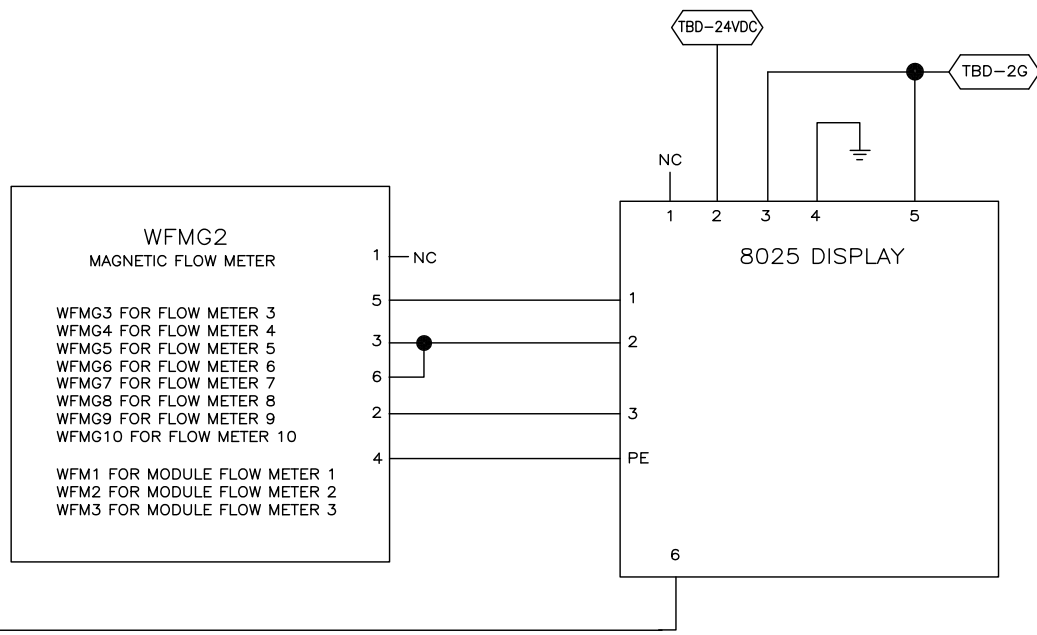 TBD-24VDC
TBD-2G
NC
1 2 3 4 5
8025 DISPLAY
WFMG2
MAGNETIC FLOW METER
WFMG3 FOR FLOW METER 3
WFMG4 FOR FLOW METER 4
WFMG5 FOR FLOW METER 5
WFMG6 FOR FLOW METER 6
WFMG7 FOR FLOW METER 7
WFMG8 FOR FLOW METER 8
WFMG9 FOR FLOW METER 9
WFMG10 FOR FLOW METER 10
WFM1 FOR MODULE FLOW METER 1
WFM2 FOR MODULE FLOW METER 2
WFM3 FOR MODULE FLOW METER 3
1 NC
5
3
6
2
4
1
2
3
PE
6